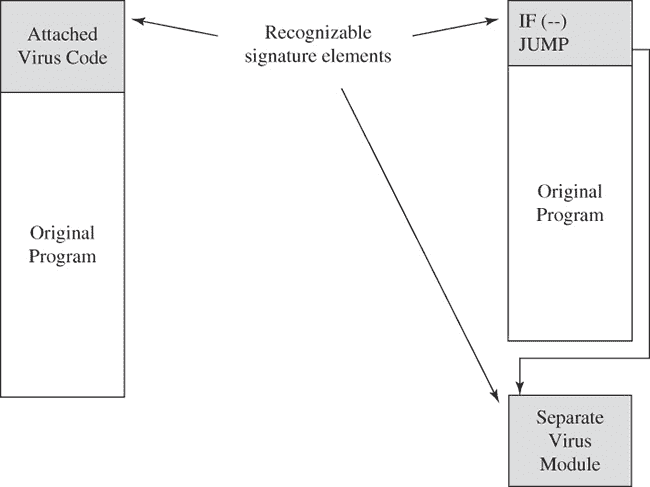 Attached
Virus Code
Original
Program
Recognizable
signature elements
IF (--)
JUMP
Original
Program
Separate
Virus
Module